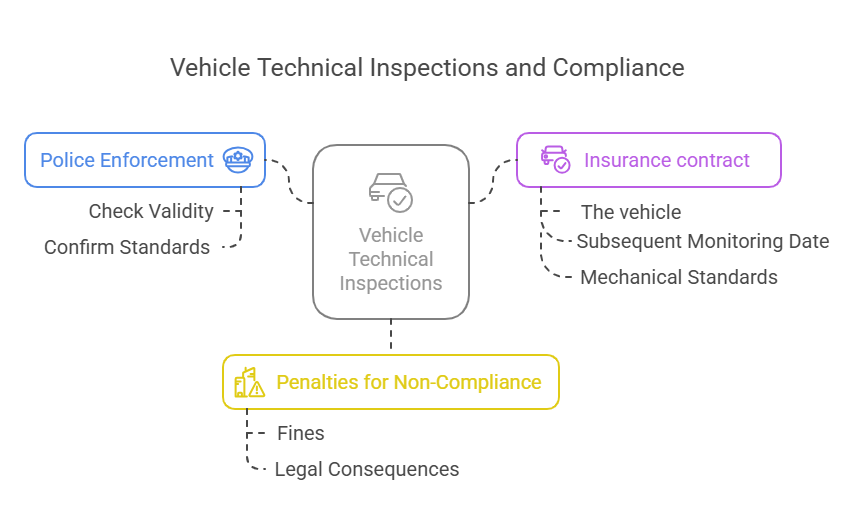 Vehicle Technical Inspections and Compliance
Police Enforcement
Check Validity
Confirm Standards
Vehicle
Technical
Inspections
Insurance contract
The vehicle
Subsequent Monitoring Date
Mechanical Standards
Penalties for Non-Compliance
Fines
Legal Consequences